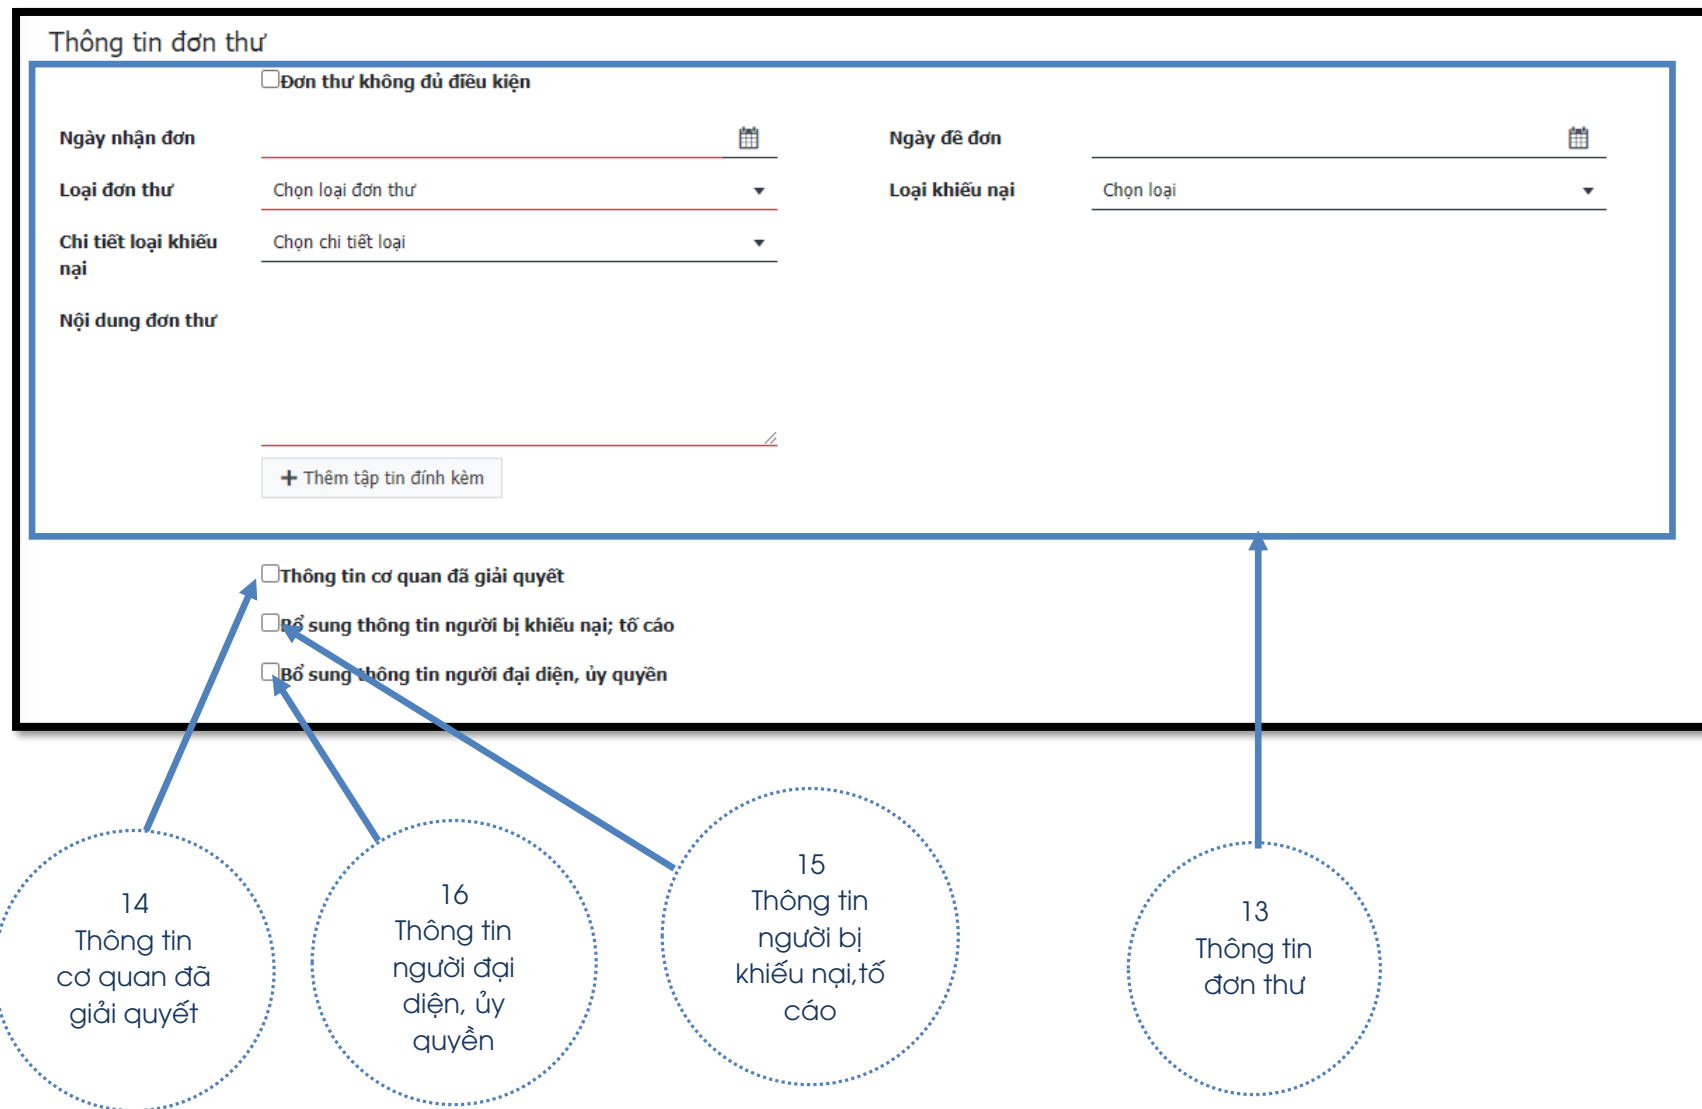 Thông tin đơn thư
Đơn thư không đủ điều kiện
Ngày nhận đơn
Ngày đề đơn
Loại đơn thư
Chọn loại đơn thư
Loại khiếu nại
Chọn loại
Chi tiết loại khiếu
nại
Chọn chi tiết loại
Nội dung đơn thư
+ Thêm tập tin đính kèm
Thông tin cơ quan đã giải quyết
Bổ sung thông tin người bị khiếu nại; tố cáo
Bổ sung thông tin người đại diện, ủy quyền
14
Thông tin
cơ quan đã
giải quyết
16
Thông tin
người đại
diện, ủy
quyền
15
Thông tin
người bị
khiếu nại,tố
cáo
13
Thông tin
đơn thư